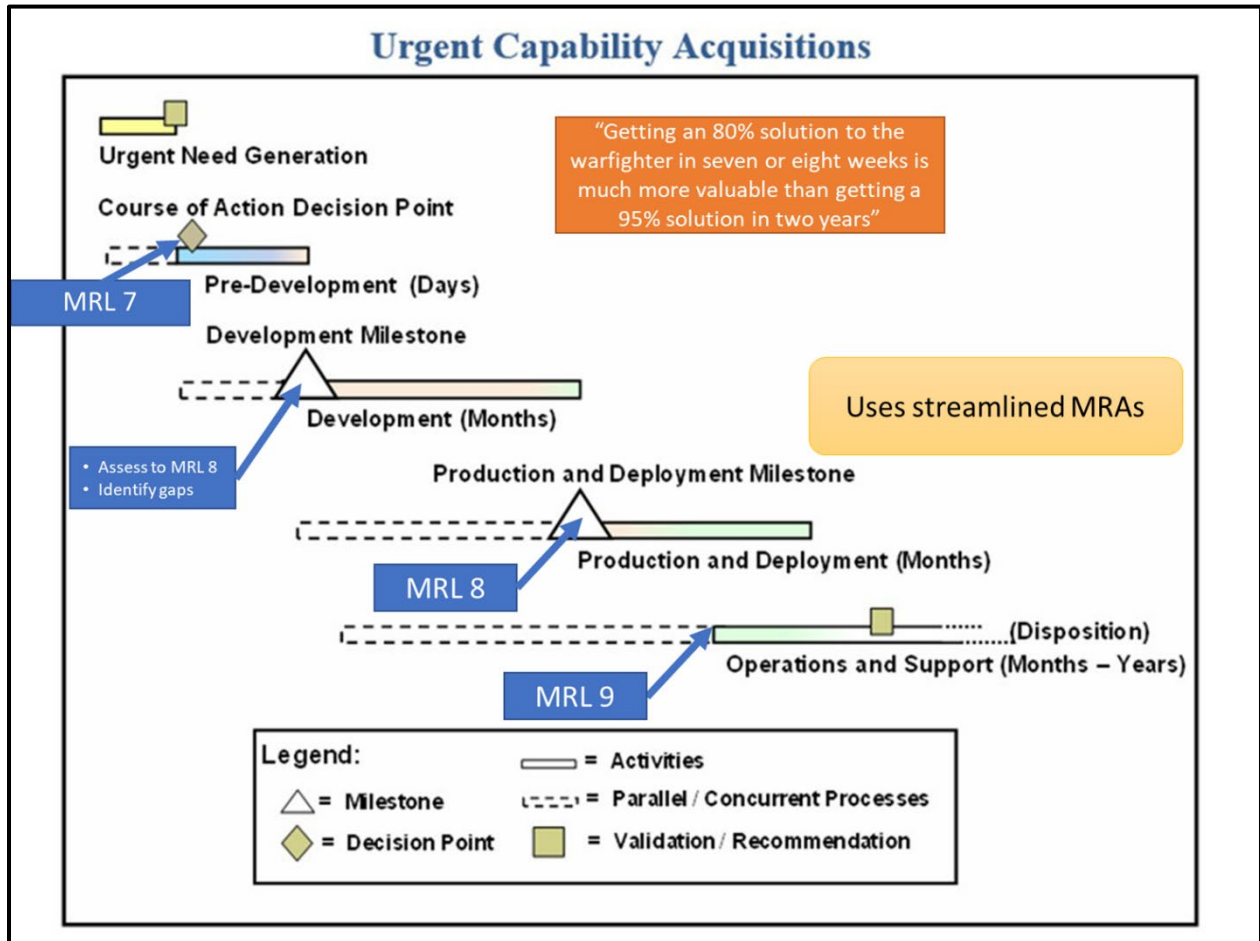 Urgent Capability Acquisitions
Urgent Need Generation
“Getting an 80% solution to the
warfighter in seven or eight weeks is
much more valuable than getting a
95% solution in two years”
Course of Action Decision Point
Pre-Development (Days)
MRL 7
Development Milestone
Development (Months)
Uses streamlined MRAs
• Assess to MRL 8
• Identify gaps
Production and Deployment Milestone
Production and Deployment (Months)
MRL 8
(Disposition)
Operations and Support (Months – Years)
MRL 9
Legend:
= Activities
= Milestone
= Parallel / Concurrent Processes
= Decision Point
= Validation / Recommendation